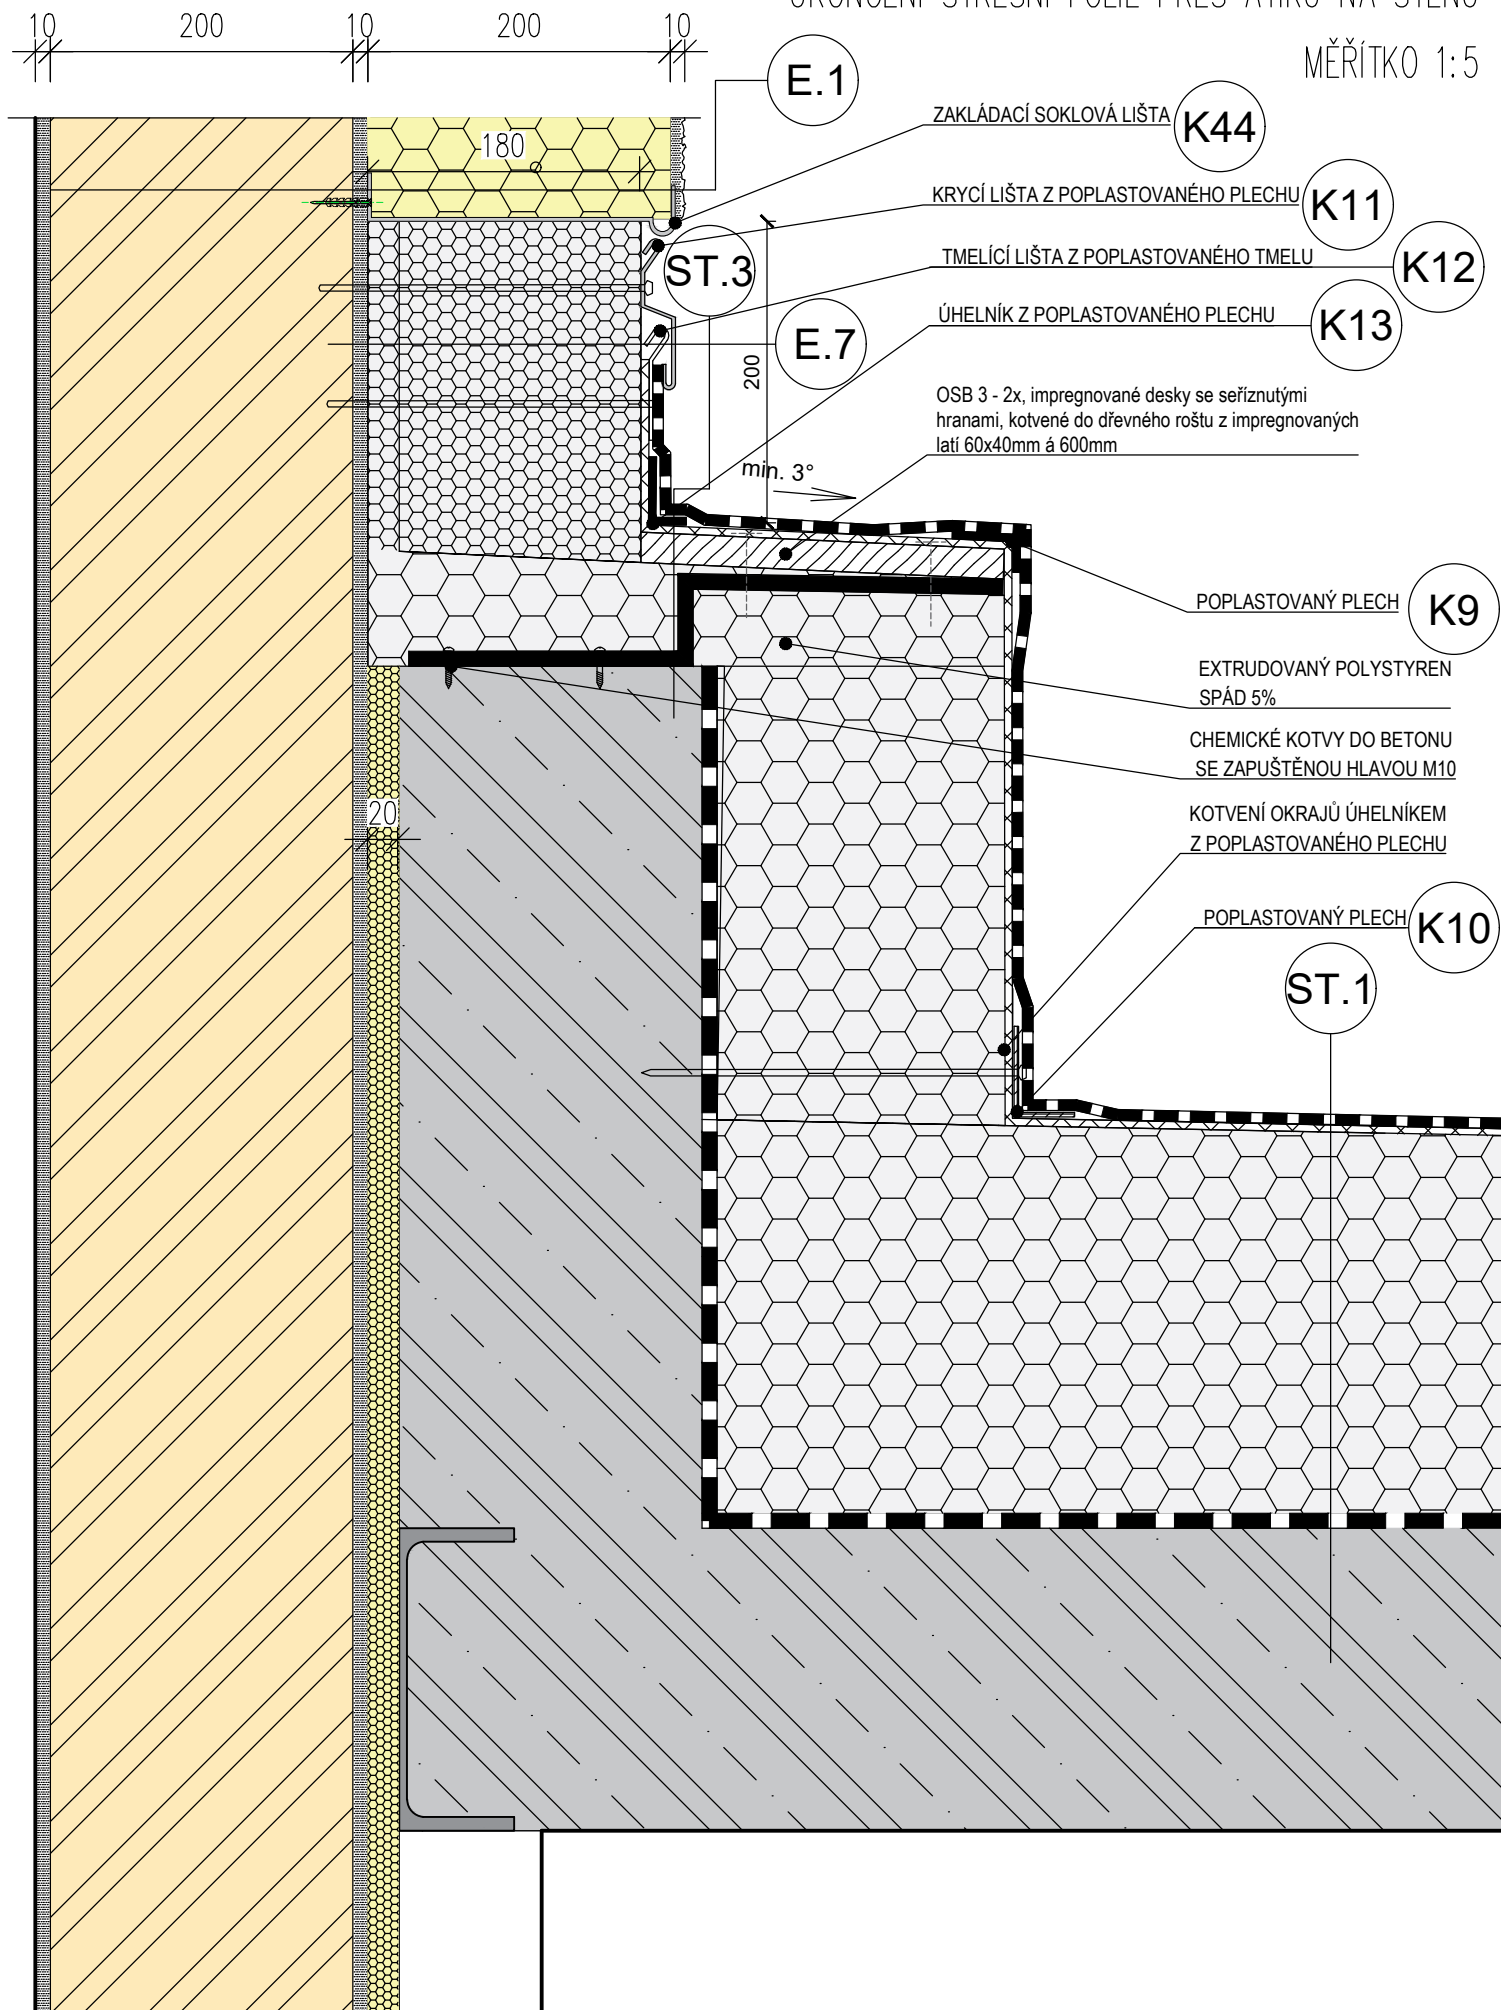 MĚŘÍTKO 1:5
10 200 10 200 10
E.1
180
ZAKLÁDACÍ SOKLOVÁ LIŠTA K44
KRYCÍ LIŠTA Z POPLASTOVANÉHO PLECHU K11
ST.3
TMELÍCÍ LIŠTA Z POPLASTOVANÉHO TMELU K12
ÚHELNÍK Z POPLASTOVANÉHO PLECHU K13
E.7
200
OSB 3 - 2x, impregnované desky se seříznutými
hranami, kotvené do dřevného roštu z impregnovaných
latí 60x40mm á 600mm
min. 3°
POPLASTOVANÝ PLECH K9
EXTRUDOVANÝ POLYSTYREN
SPÁD 5%
CHEMICKÉ KOTVY DO BETONU
SE ZAPUŠTĚNOU HLAVOU M10
20
KOTVENÍ OKRAJŮ ÚHELNÍKEM
Z POPLASTOVANÉHO PLECHU
POPLASTOVANÝ PLECH K10
ST.1